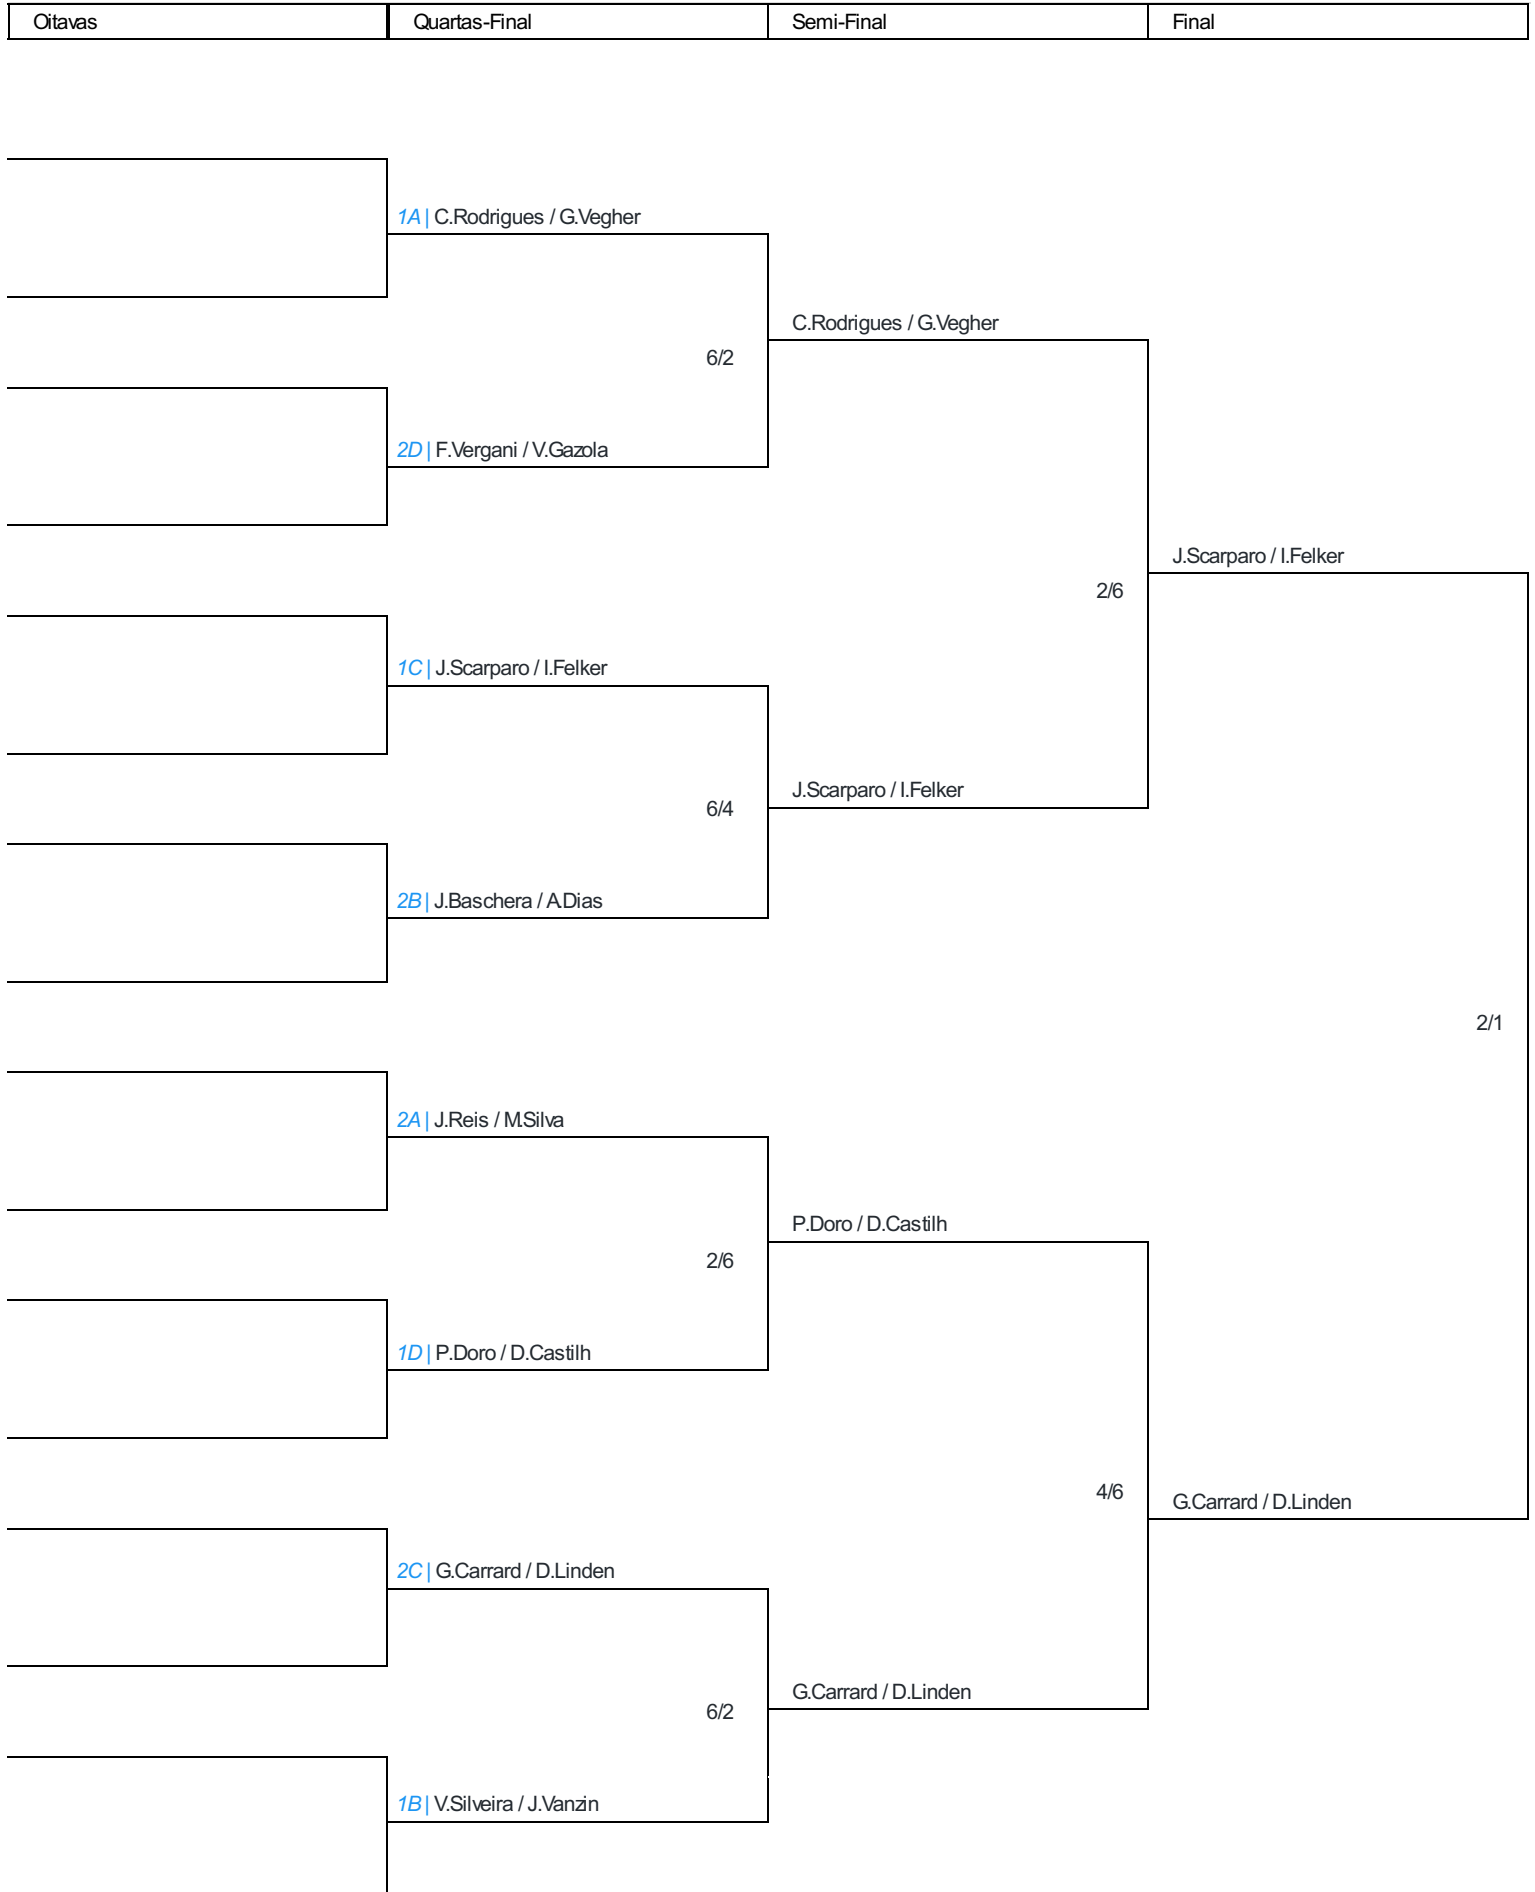 Oitavas Quartas-Final Semi-Final Final
1A | C.Rodrigues / G.Vegher
C.Rodrigues / G.Vegher
6/2
2D | F.Vergani / V.Gazola
J.Scarparo / I.Felker
2/6
1C | J.Scarparo / I.Felker
J.Scarparo / I.Felker
6/4
2B | J.Baschera / A.Dias
2/1
2A | J.Reis / M.Silva
P.Doro / D.Castilh
2/6
1D | P.Doro / D.Castilh
4/6
G.Carrard / D.Linden
2C | G.Carrard / D.Linden
G.Carrard / D.Linden
6/2
1B | V.Silveira / J.Vanzin